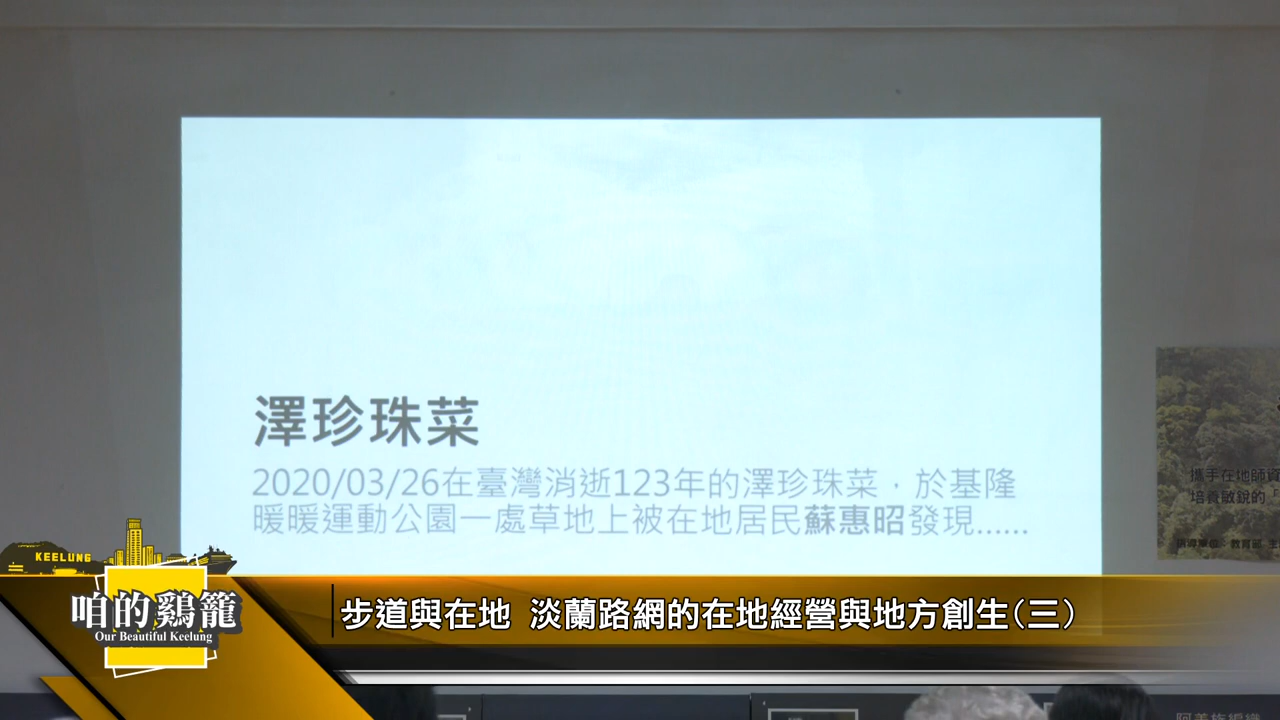 澤珍珠菜
2020/03/26在臺灣消逝123年的澤珍珠菜，於基隆
暖暖運動公園一處草地上被在地居民蘇惠昭發現......
攜手在地師資
培養敏銳的「
KEELUNG
咱的鷄籠
Our Beautiful Keelung
步道與在地 淡蘭路網的在地經營與地方創生(三)